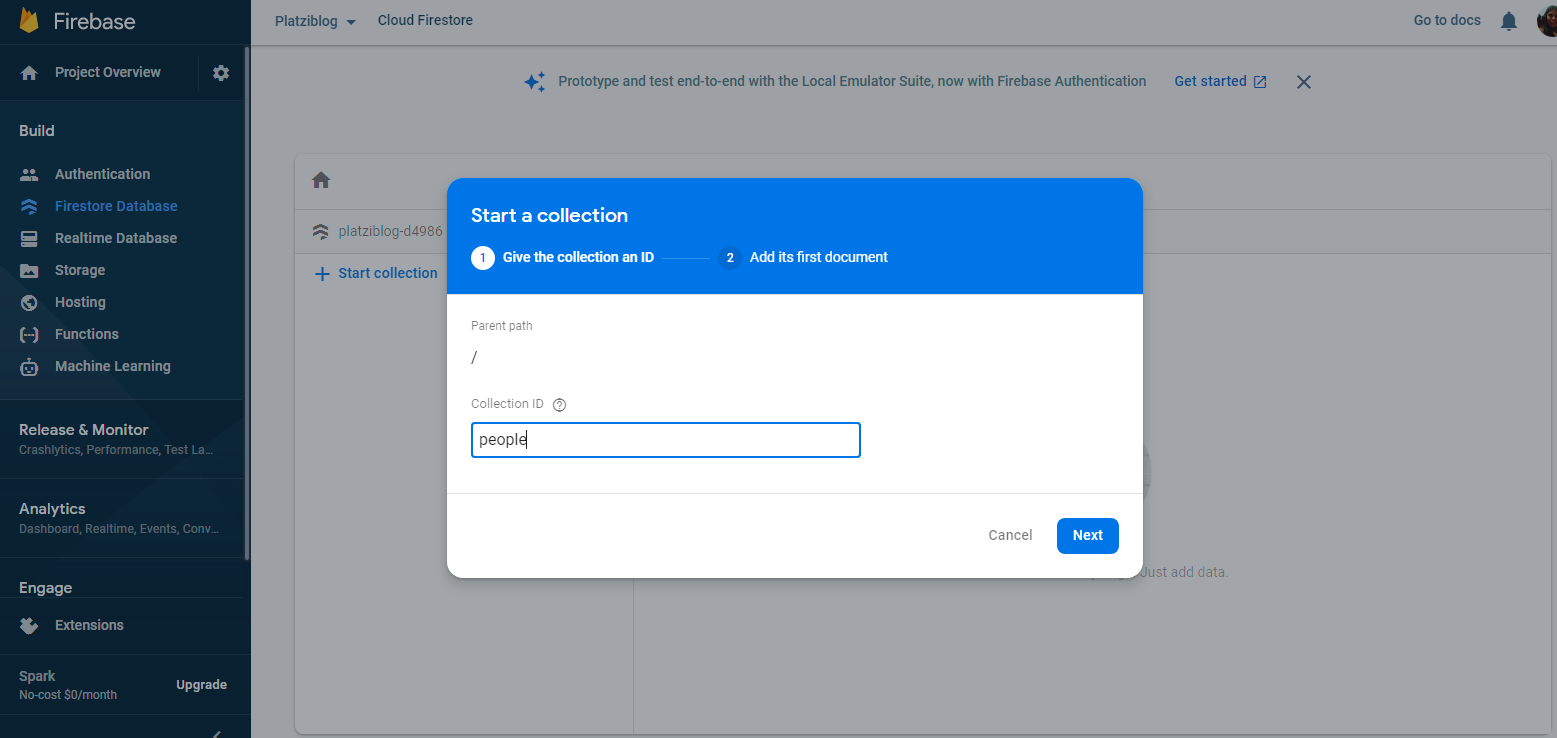 Firebase
Platziblog
Cloud Firestore
Go to docs
Project Overview
Prototype and test end-to-end with the Local Emulator Suite, now with Firebase Authentication
Get started
Build
Authentication
Firestore Database
Realtime Database
Storage
Hosting
Functions
Machine Learning
Release & Monitor
Crashlytics, Performance, Test La...
Analytics
Dashboard, Realtime, Events, Conv...
Engage
Extensions
Spark
No-cost $0/month
Upgrade
platziblog-d4986
Start collection
Start a collection
1 Give the collection an ID
2 Add its first document
Parent path
/
Collection ID
people
Cancel
Next
Just add data.